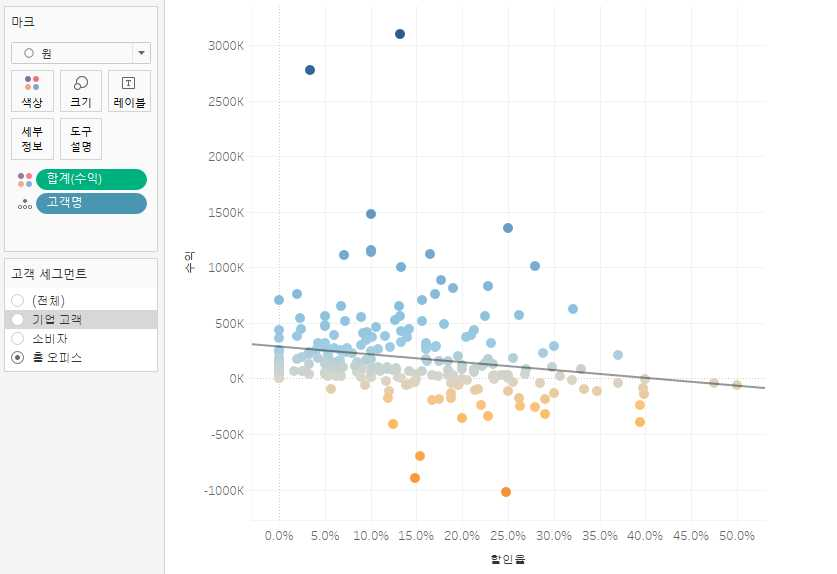 마크
원
색상
크기
레이블
세부
정보
도구
설명
합계(수익)
고객명
고객 세그먼트
(전체)
기업 고객
소비자
홈 오피스
3000K
2500K
2000K
1500K
1000K
500K
0K
-500K
-1000K
수익
0.0% 5.0% 10.0% 15.0% 20.0% 25.0% 30.0% 35.0% 40.0% 45.0% 50.0%
할인율